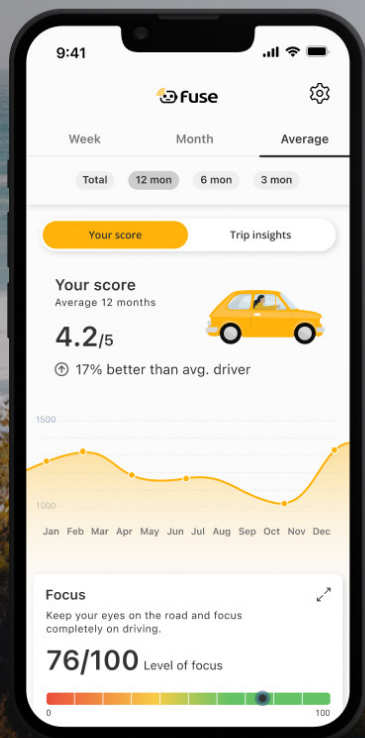 9:41
fuse
Week Month Average
Total 12 mon 6 mon 3 mon
Your score Trip insights
Your score
Average 12 months
4.2/5
17% better than avg. driver
1500
1000
Jan Feb Mar Apr May Jun Jul Aug Sep Oct Nov Dec
Focus
Keep your eyes on the road and focus
completely on driving.
76/100 Level of focus
0 100